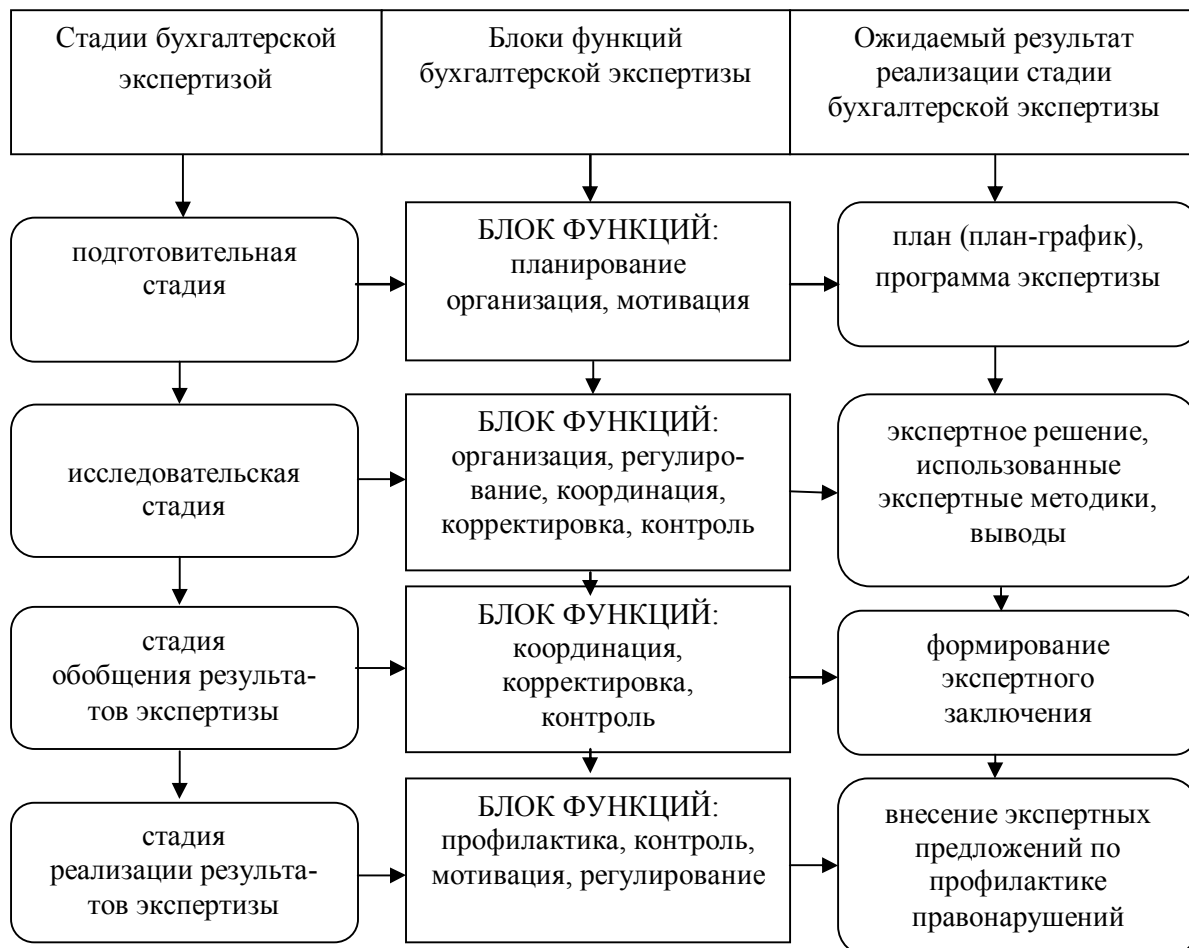 Стадии бухгалтерской
экспертизой
Блоки функций
бухгалтерской экспертизы
Ожидаемый результат
реализации стадии
бухгалтерской экспертизы
подготовительная
стадия
БЛОК ФУНКЦИЙ:
планирование
организация, мотивация
план (план-график),
программа экспертизы
исследовательская
стадия
БЛОК ФУНКЦИЙ:
организация, регулиро-
вание, координация,
корректировка, контроль
экспертное решение,
использованные
экспертные методики,
выводы
стадия
обобщения результа-
тов экспертизы
БЛОК ФУНКЦИЙ:
координация,
корректировка,
контроль
формирование
экспертного
заключения
стадия
реализации результа-
тов экспертизы
БЛОК ФУНКЦИЙ:
профилактика, контроль,
мотивация, регулирование
внесение экспертных
предложений по
профилактике
правонарушений